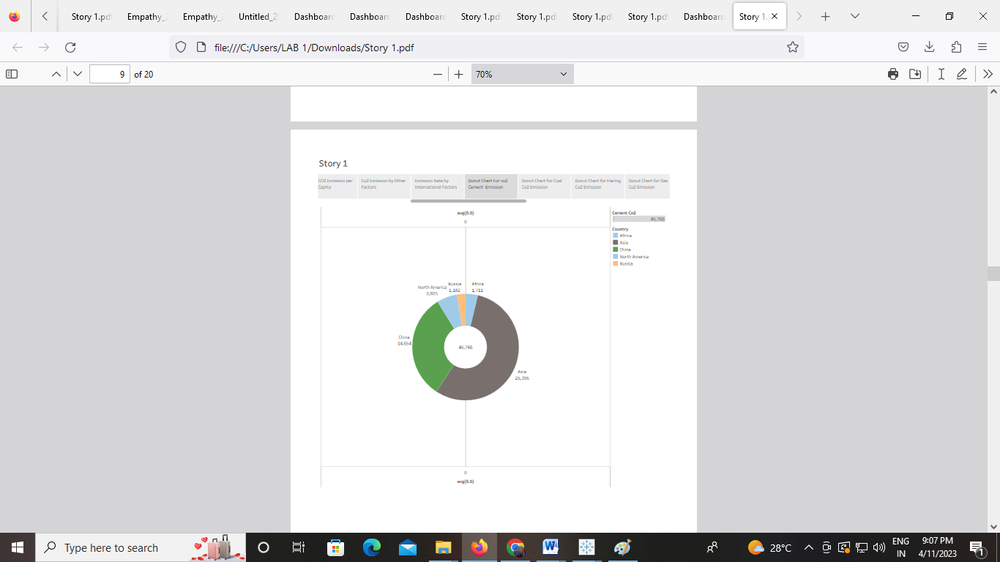 Story 1.pdf
Empathy_
Empathy_
Untitled_2
Dashboard
Dashboard
Dashboard
Story 1.pdf
Story 1.pdf
Story 1.pdf
Story 1.pdf
Dashboard
Story 1.
file:///C:/Users/LAB 1/Downloads/Story 1.pdf
9 of 20
70%
Story 1
CO2 Emission per
Capita
Co2 Emission by Other
Factors
Emission Rate by
International Factors
Donut Chart For co2
Cement Emission
Donut Chart for Coal
Co2 Emission
Donut Chart for Flaring
Co2 Emission
Donut Chart for Gas
Co2 Emission
avg(0.0)
0
Cement Co2
45,766
Country
Africa
Asia
China
North America
Russia
North America
2,825
Russia
1,182
Africa
1,711
China
14,654
45,766
Asia
25,395
0
avg(0.0)
Type here to search
28°C
ENG
IN
9:07 PM
4/11/2023
1